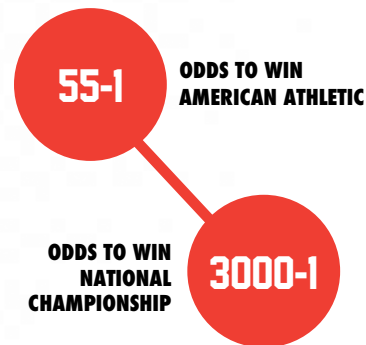 55-1
ODDS TO WIN
AMERICAN ATHLETIC
ODDS TO WIN
NATIONAL
CHAMPIONSHIP
3000-1